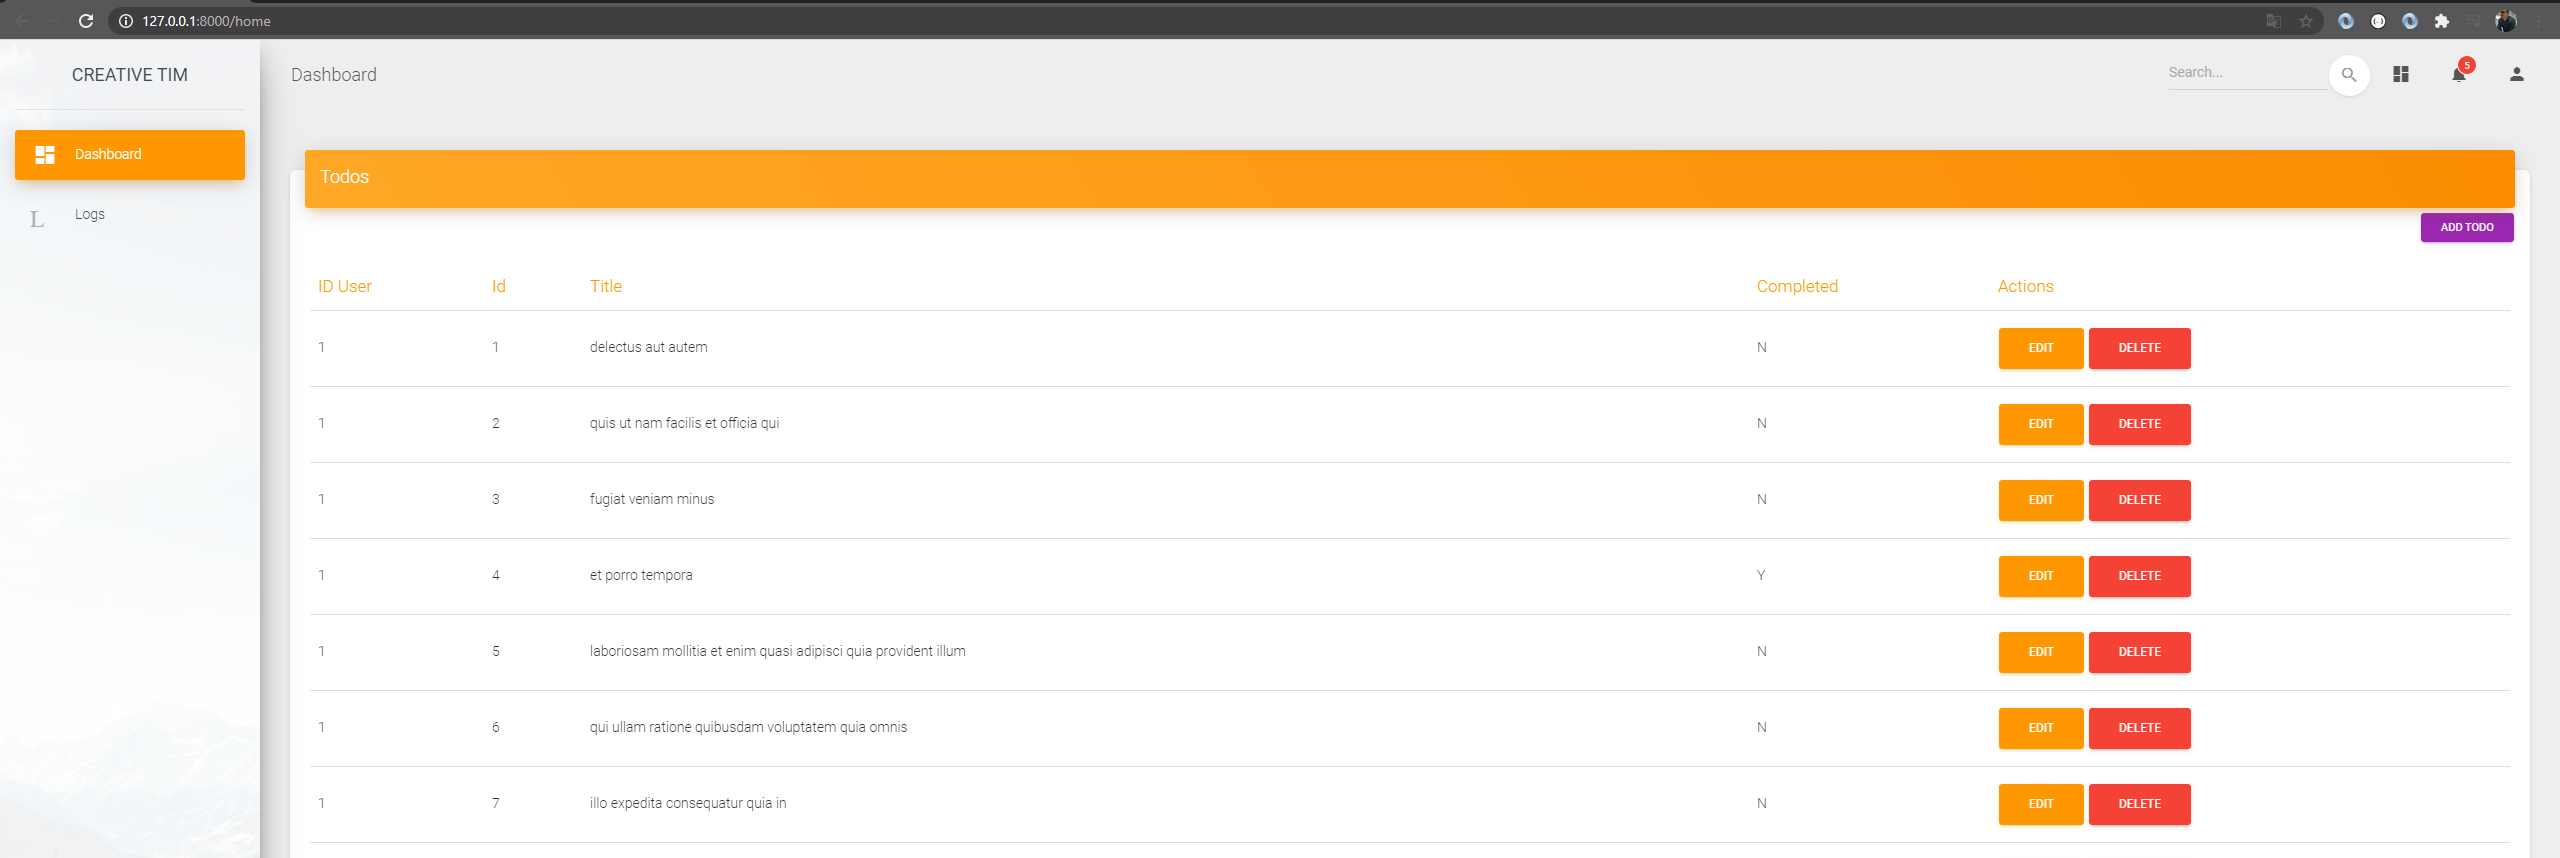 127.0.0.1:8000/home
CREATIVE TIM
Dashboard
Search...
5
Dashboard
Logs
L
Todos
ADD TODO
ID User Id Title Completed Actions
1 1 delectus aut autem N EDIT DELETE
1 2 quis ut nam facilis et officia qui N EDIT DELETE
1 3 fugiat veniam minus N EDIT DELETE
1 4 et porro tempora Y EDIT DELETE
1 5 laboriosam mollitia et enim quasi adipisci quia provident illum N EDIT DELETE
1 6 qui ullam ratione quibusdam voluptatem quia omnis N EDIT DELETE
1 7 illo expedita consequatur quia in N EDIT DELETE